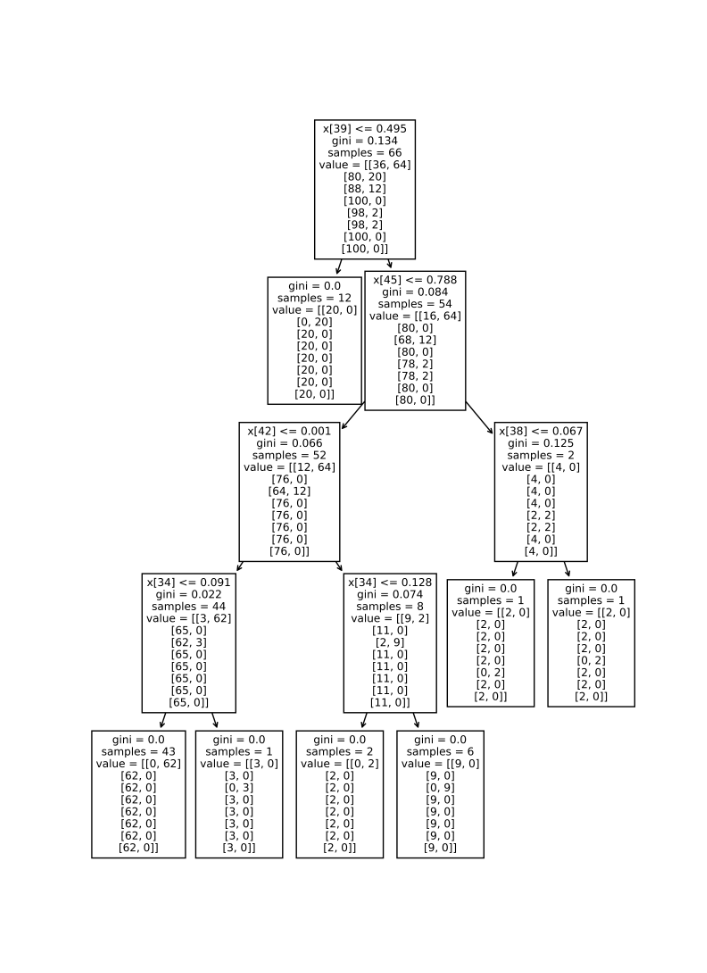 x[39] <= 0.495
gini = 0.134
samples = 66
value = [[36, 64]
[80, 20]
[88, 12]
[100, 0]
[98, 2]
[98, 2]
[100, 0]
[100, 0]]
gini = 0.0
samples = 12
value = [[20, 0]
[0, 20]
[20, 0]
[20, 0]
[20, 0]
[20, 0]
[20, 0]
[20, 0]]
x[45] <= 0.788
gini = 0.084
samples = 54
value = [[16, 64]
[80, 0]
[68, 12]
[80, 0]
[78, 2]
[78, 2]
[80, 0]
[80, 0]]
x[42] <= 0.001
gini = 0.066
samples = 52
value = [[12, 64]
[76, 0]
[64, 12]
[76, 0]
[76, 0]
[76, 0]
[76, 0]
[76, 0]]
x[38] <= 0.067
gini = 0.125
samples = 2
value = [[4, 0]
[4, 0]
[4, 0]
[4, 0]
[2, 2]
[2, 2]
[4, 0]
[4, 0]]
x[34] <= 0.091
gini = 0.022
samples = 44
value = [[3, 62]
[65, 0]
[62, 3]
[65, 0]
[65, 0]
[65, 0]
[65, 0]
[65, 0]]
x[34] <= 0.128
gini = 0.074
samples = 8
value = [[9, 2]
[11, 0]
[2, 9]
[11, 0]
[11, 0]
[11, 0]
[11, 0]
[11, 0]]
gini = 0.0
samples = 1
value = [[2, 0]
[2, 0]
[2, 0]
[2, 0]
[2, 0]
[0, 2]
[2, 0]
[2, 0]]
gini = 0.0
samples = 1
value = [[2, 0]
[2, 0]
[2, 0]
[2, 0]
[0, 2]
[2, 0]
[2, 0]
[2, 0]]
gini = 0.0
samples = 43
value = [[0, 62]
[62, 0]
[62, 0]
[62, 0]
[62, 0]
[62, 0]
[62, 0]
[62, 0]]
gini = 0.0
samples = 1
value = [[3, 0]
[3, 0]
[0, 3]
[3, 0]
[3, 0]
[3, 0]
[3, 0]
[3, 0]]
gini = 0.0
samples = 2
value = [[0, 2]
[2, 0]
[2, 0]
[2, 0]
[2, 0]
[2, 0]
[2, 0]
[2, 0]]
gini = 0.0
samples = 6
value = [[9, 0]
[9, 0]
[0, 9]
[9, 0]
[9, 0]
[9, 0]
[9, 0]
[9, 0]]